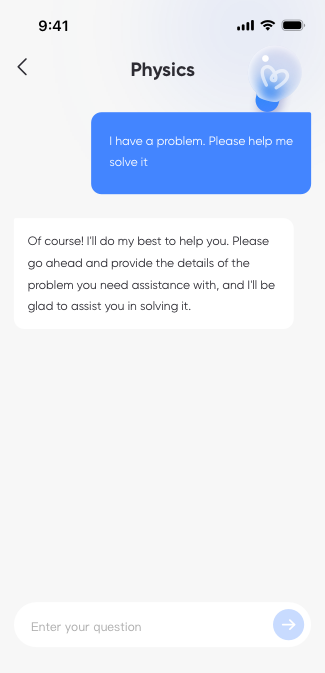 9:41
Physics
I have a problem. Please help me
solve it
Of course! I'll do my best to help you. Please
go ahead and provide the details of the
problem you need assistance with, and I'll be
glad to assist you in solving it.
Enter your question